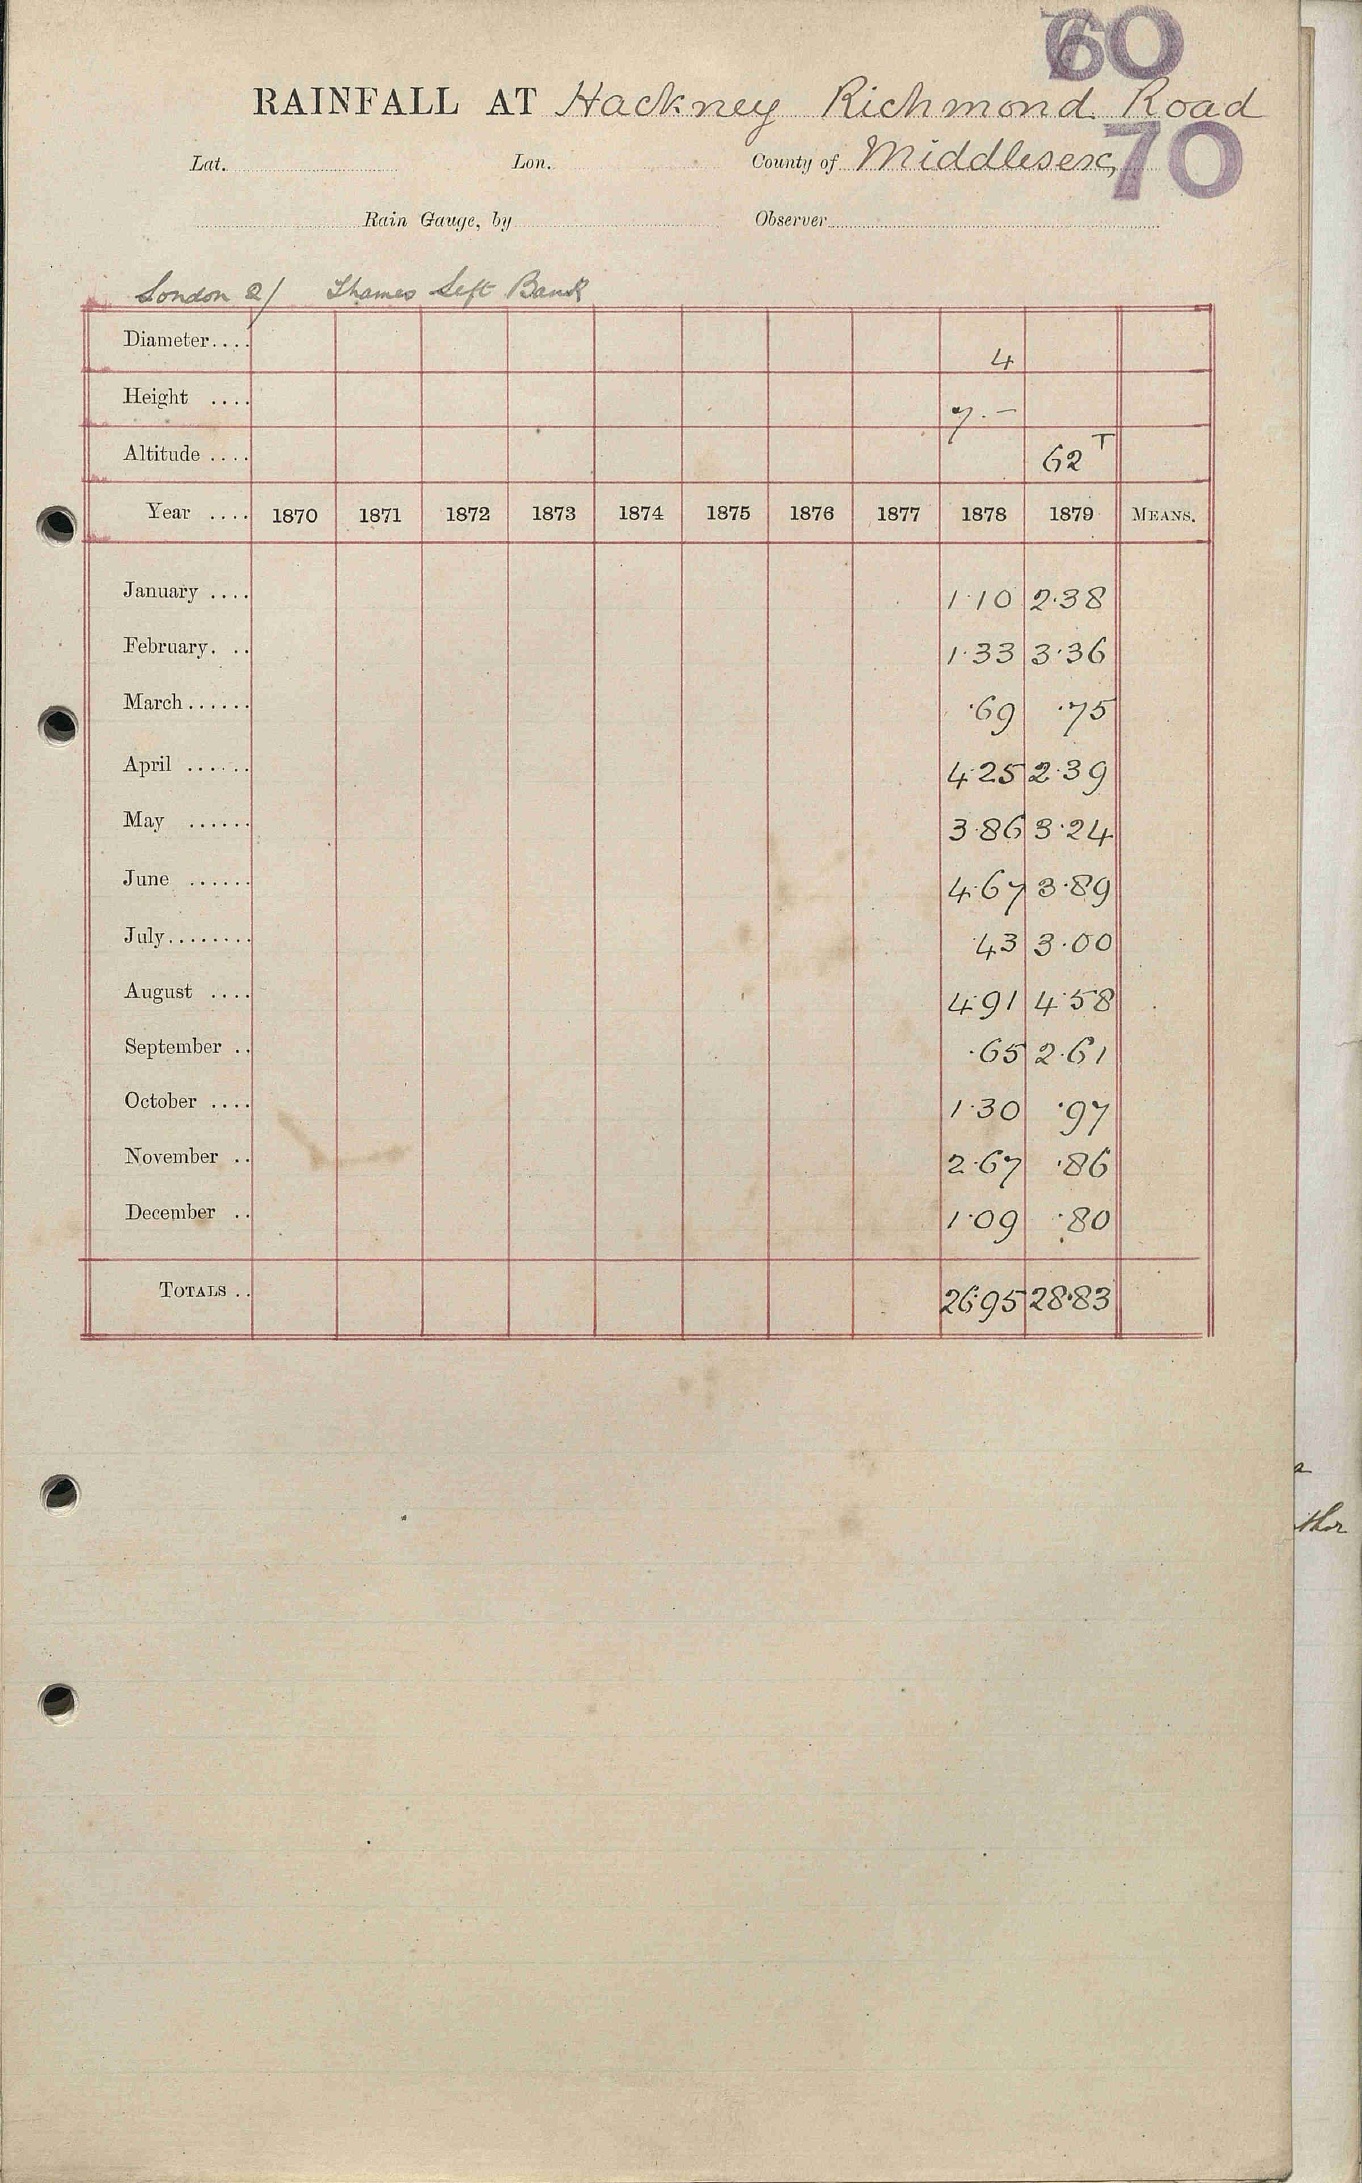 60
RAINFALL AT Hackney Richmond Road
70
Lat. Lon. County of Middlesex
Rain Gauge, by Observer
London 2/ Thames Left Bank
Diameter.... 4
Height .... 7.–
Altitude .... 62 T
Year .... 1870 1871 1872 1873 1874 1875 1876 1877 1878 1879 MEANS.
January .... 1·10 2·38
February. .. 1·33 3·36
March...... ·69 ·75
April ...... 4·25 2·39
May ...... 3·86 3·24
June ...... 4·67 3·89
July........ 43 3·00
August .... 4·91 4·58
September .. ·65 2·61
October .... 1·30 ·97
November .. 2·67 ·86
December .. 1·09 ·80
TOTALS .. 26·95 28·83